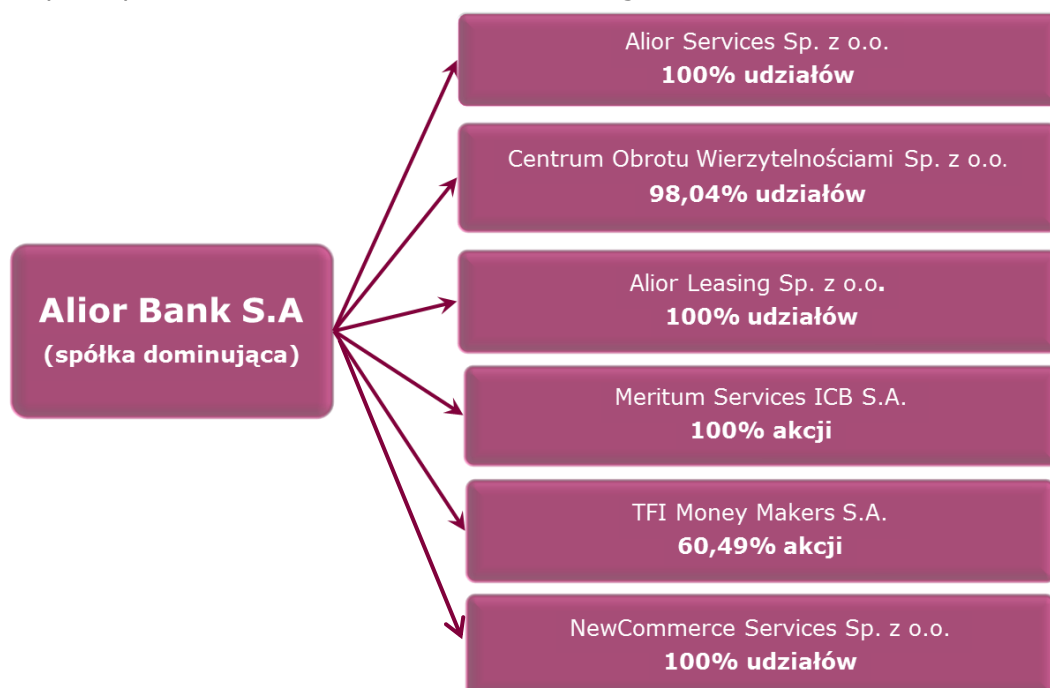 Alior Services Sp. z o.o.
100% udziałów
Centrum Obrotu Wierzytelnościami Sp. z o.o.
98,04% udziałów
Alior Bank S.A
(spółka dominująca)
Alior Leasing Sp. z o.o.
100% udziałów
Meritum Services ICB S.A.
100% akcji
TFI Money Makers S.A.
60,49% akcji
NewCommerce Services Sp. z o.o.
100% udziałów